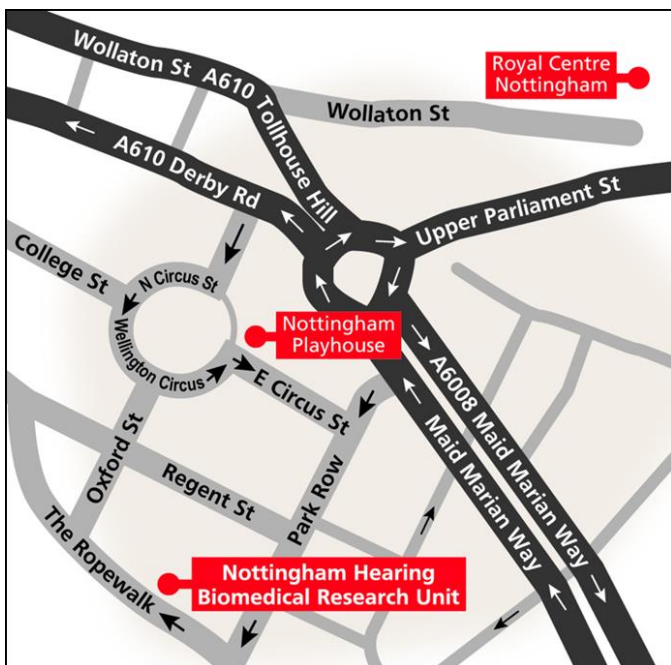 Wollaston St A610
Tollhouse Hill
Wollaton St
Royal Centre
Nottingham
A610 Derby Rd
Upper Parliament St
College St
N Circus St
Wellington Circus
E Circus St
Nottingham
Playhouse
A6008 Maid Marian Way
Maid Marian Way
Oxford St
Regent St
Park Row
The Ropewalk
Nottingham Hearing
Biomedical Research Unit